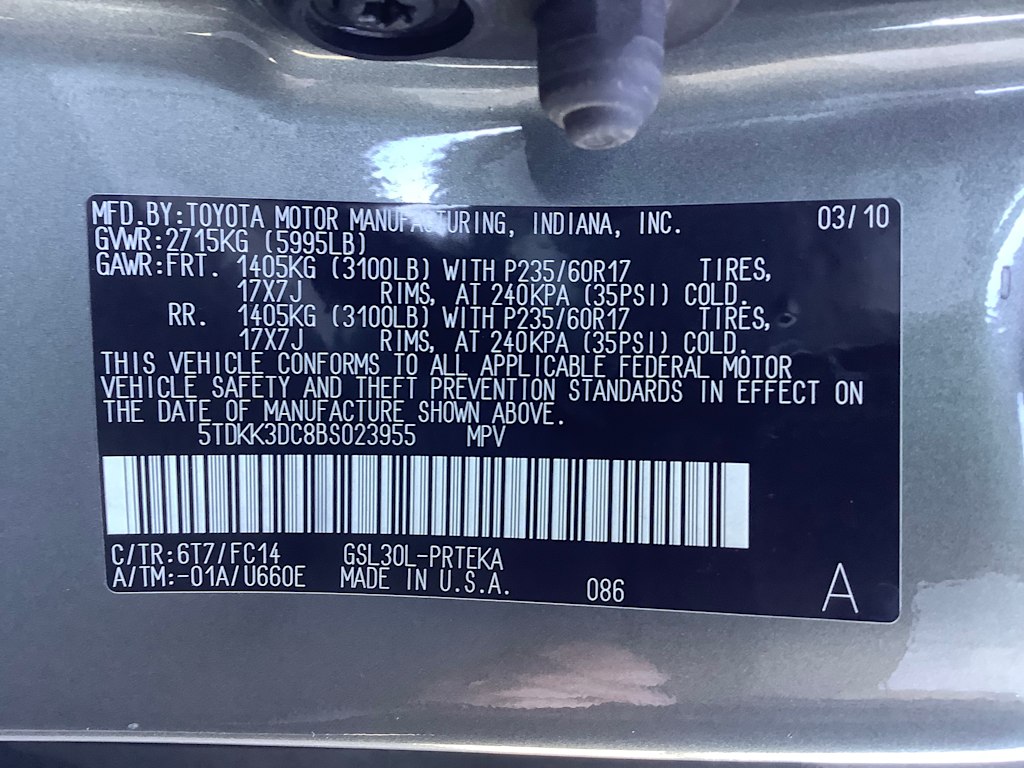 MFD.BY:TOYOTA MOTOR MANUFACTURING, INDIANA, INC. 03/10
GVWR:2715KG (5995LB)
GAWR:FRT. 1405KG (3100LB) WITH P235/60R17 TIRES,
17X7J RIMS, AT 240KPA (35PSI) COLD.
RR. 1405KG (3100LB) WITH P235/60R17 TIRES,
17X7J RIMS, AT 240KPA (35PSI) COLD.
THIS VEHICLE CONFORMS TO ALL APPLICABLE FEDERAL MOTOR
VEHICLE SAFETY AND THEFT PREVENTION STANDARDS IN EFFECT ON
THE DATE OF MANUFACTURE SHOWN ABOVE.
5TDKK3DC8BS023955 MPV
C/TR:6T7/FC14 GSL30L-PRTEKA
A/TM:-01A/U660E MADE IN U.S.A. 086 A